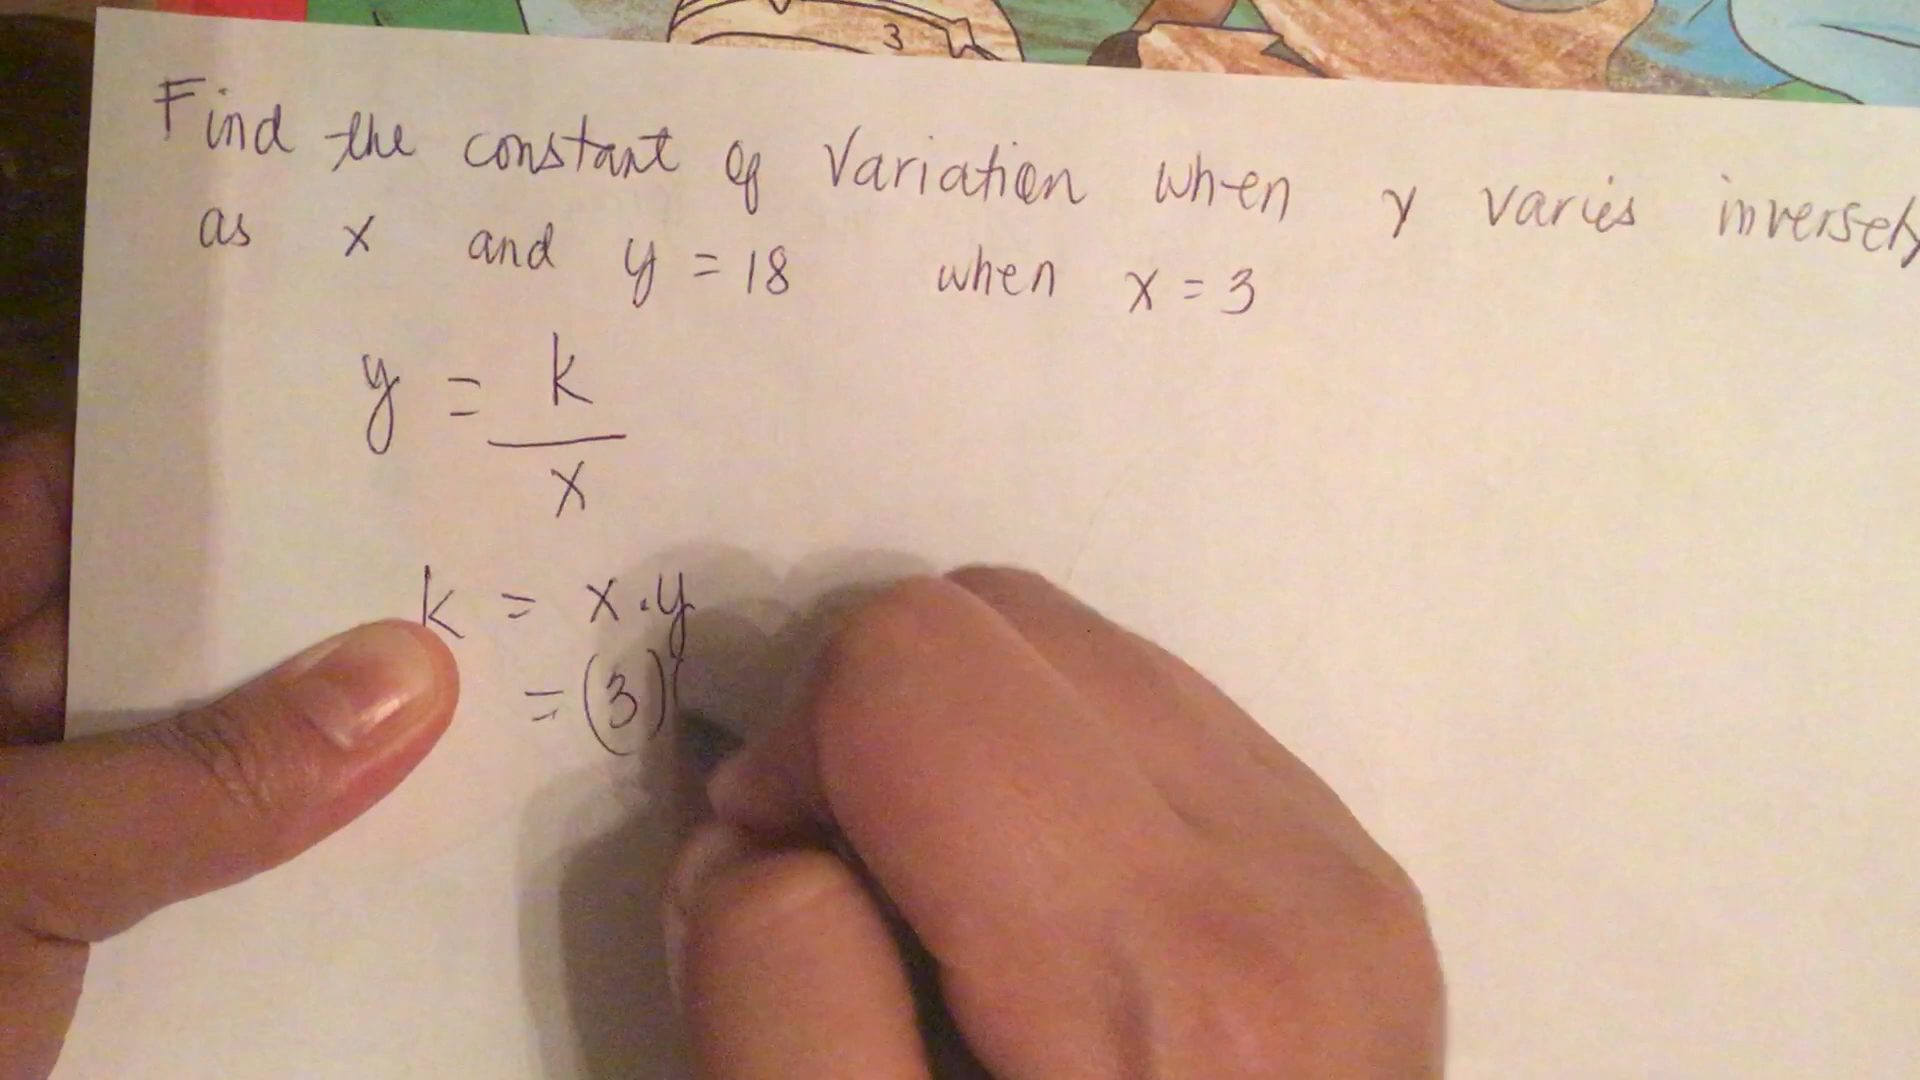 3
Find the constant of Variation when y varies inversely
as x and y = 18 when x = 3
y = k
x
k = x . y
= (3)(